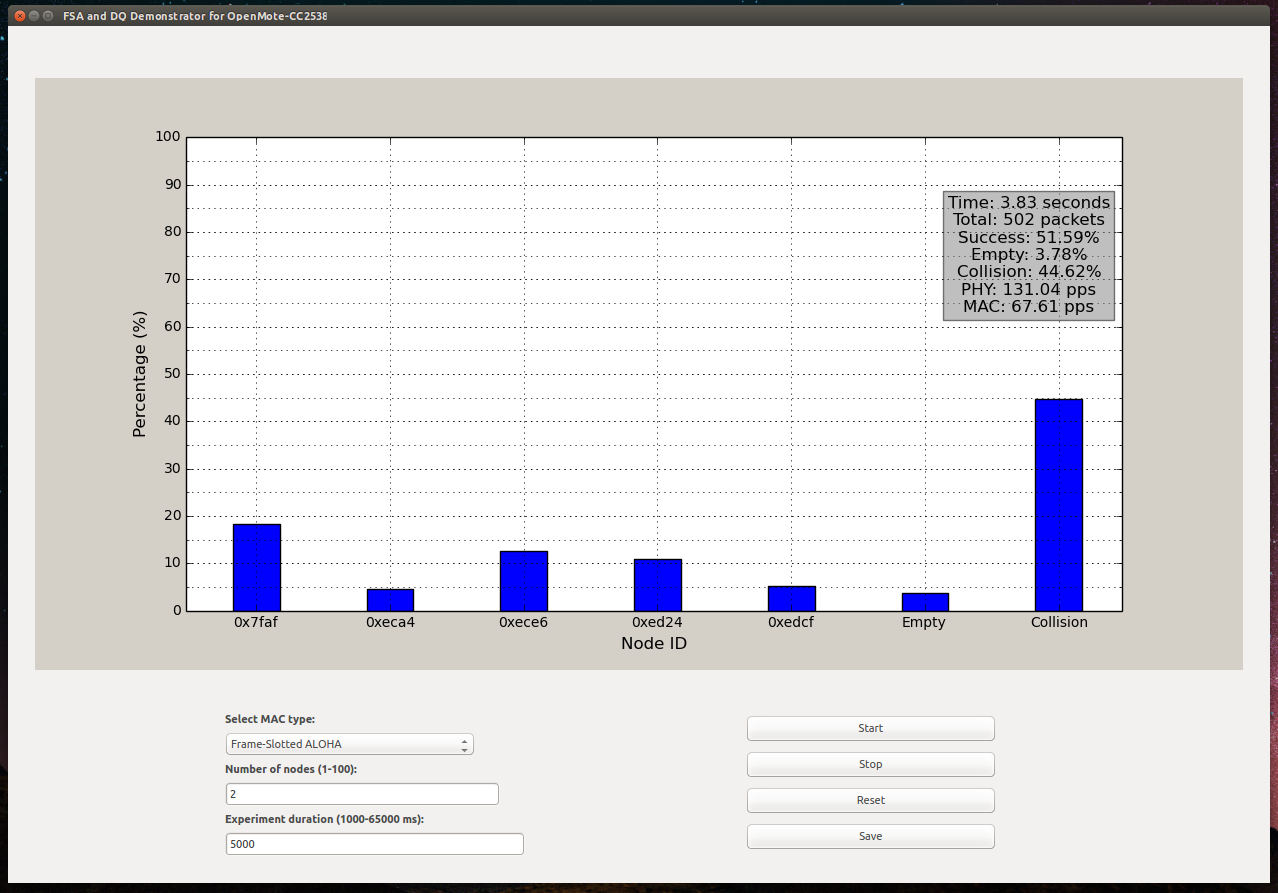 FSA and DQ Demonstrator for OpenMote-CC2538
100
90
80
70
60
50
40
30
20
10
0
Percentage (%)
Time: 3.83 seconds
Total: 502 packets
Success: 51.59%
Empty: 3.78%
Collision: 44.62%
PHY: 131.04 pps
MAC: 67.61 pps
0x7faf 0xeca4 0xece6 0xed24 0xedcf Empty Collision
Node ID
Select MAC type:
Frame-Slotted ALOHA
Number of nodes (1-100):
2
Experiment duration (1000-65000 ms):
5000
Start
Stop
Reset
Save